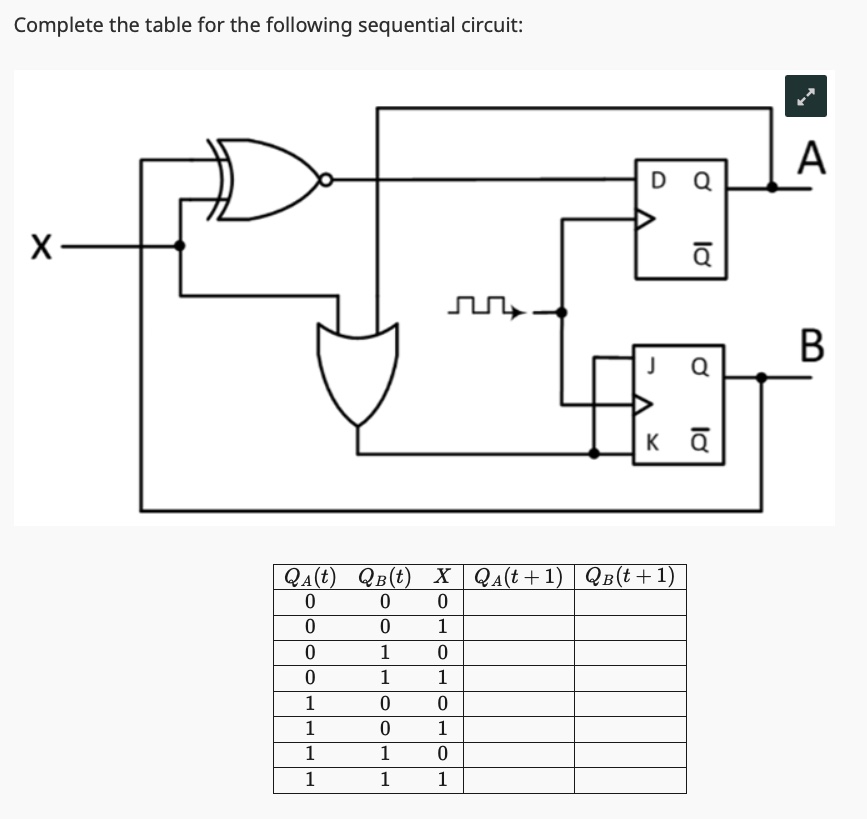 Complete the table for the following sequential circuit:
A
D Q
X
Q̅
B
J Q
K Q̅
Q_A(t) Q_B(t) X Q_A(t + 1) Q_B(t + 1)
0 0 0
0 0 1
0 1 0
0 1 1
1 0 0
1 0 1
1 1 0
1 1 1